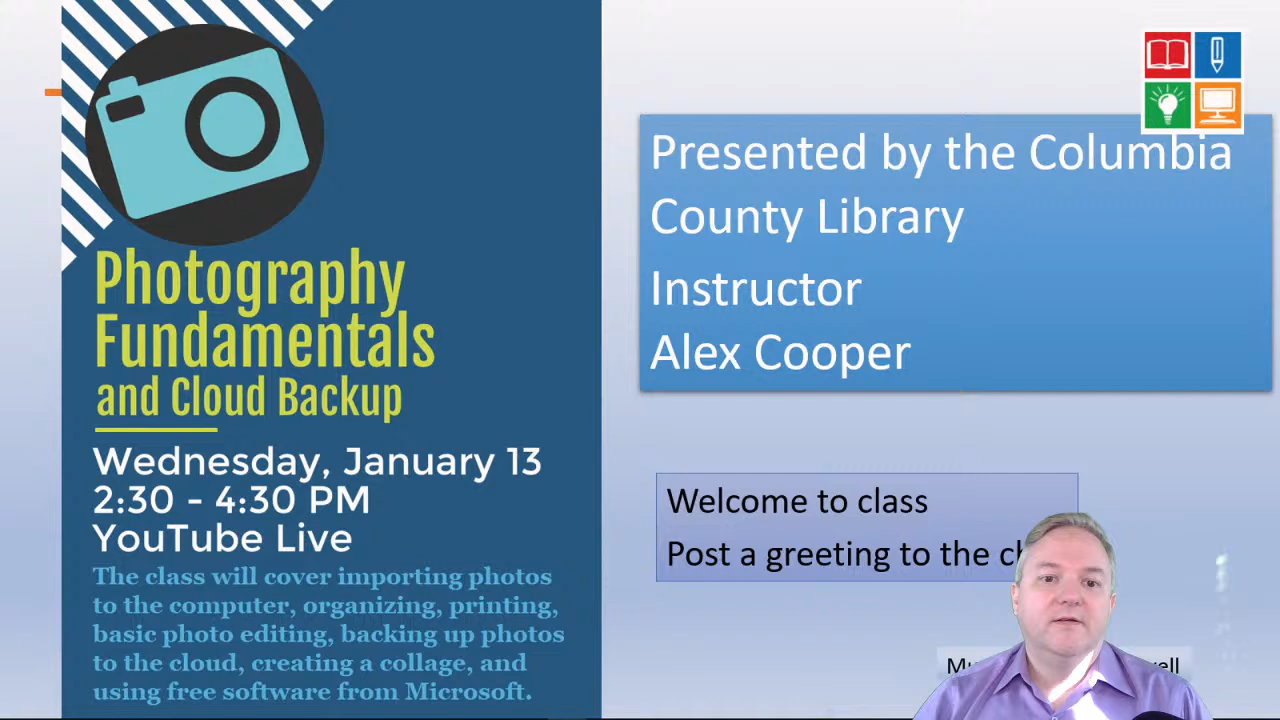 Photography
Fundamentals
and Cloud Backup
Wednesday, January 13
2:30 - 4:30 PM
YouTube Live
The class will cover importing photos
to the computer, organizing, printing,
basic photo editing, backing up photos
to the cloud, creating a collage, and
using free software from Microsoft.
Presented by the Columbia
County Library
Instructor
Alex Cooper
Welcome to class
Post a greeting to the